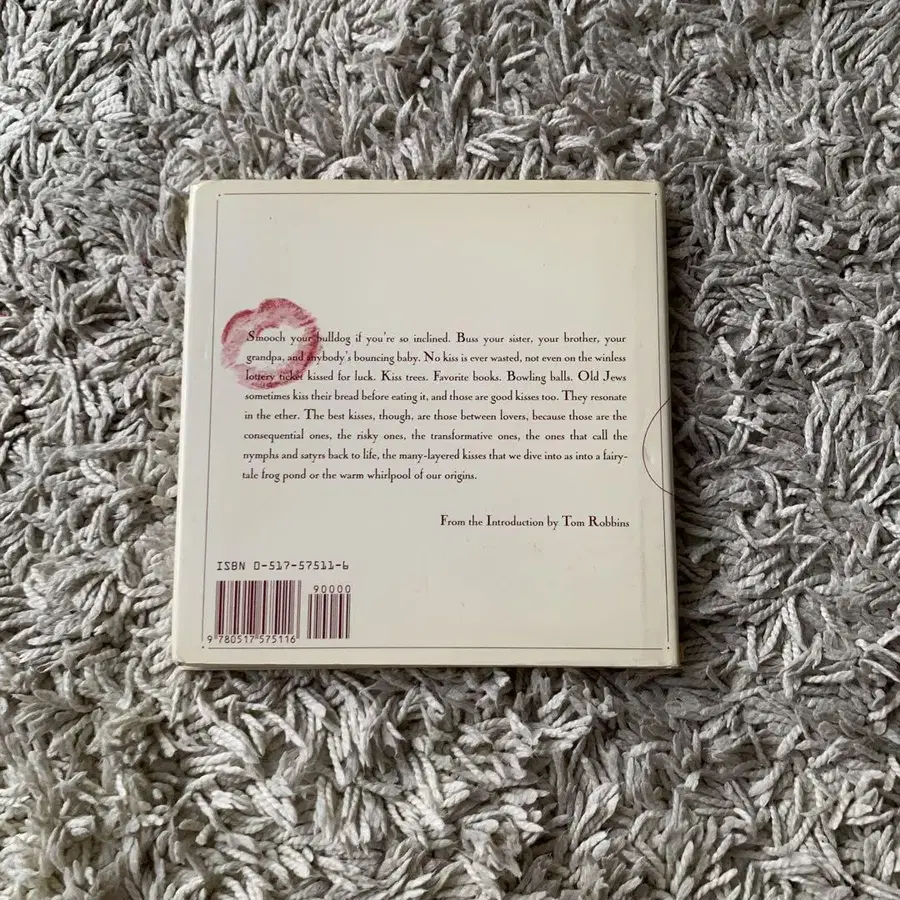 Smooch your bulldog if you're so inclined. Buss your sister, your brother, your
grandpa, and anybody's bouncing baby. No kiss is ever wasted, not even on the winless
lottery ticket kissed for luck. Kiss trees. Favorite books. Bowling balls. Old Jews
sometimes kiss their bread before eating it, and those are good kisses too. They resonate
in the ether. The best kisses, though, are those between lovers, because those are the
consequential ones, the risky ones, the transformative ones, the ones that call the
nymphs and satyrs back to life, the many-layered kisses that we dive into as into a fairy-
tale frog pond or the warm whirlpool of our origins.
From the Introduction by Tom Robbins
ISBN 0-517-57511-6
90000
9 780517 575116